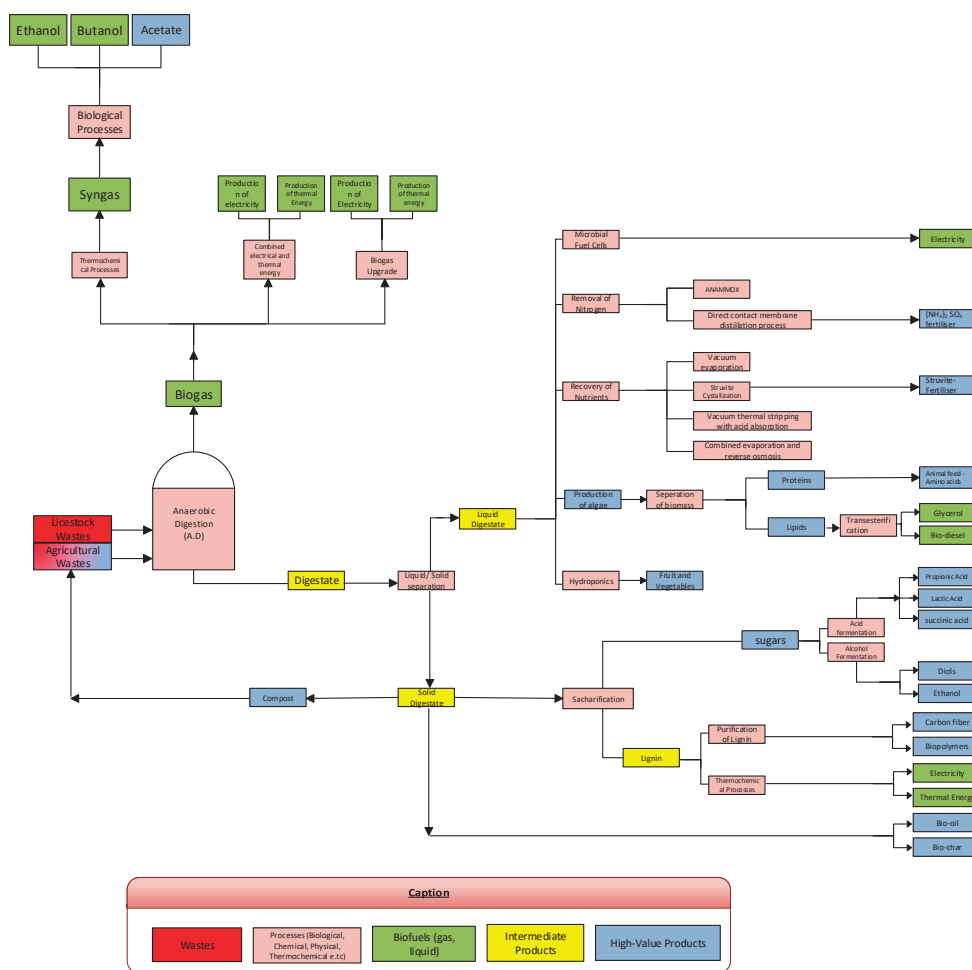 Ethanol
Butanol
Acetate
Biological
Processes
Syngas
Thermochemi
cal Processes
Productio
n of
electricity
Production
of thermal
Energy
Productio
n of
Electricity
Production
of thermal
energy
Combined
electrical and
thermal
energy
Biogas
Upgrade
Biogas
Anaerobic
Digestion
(A.D)
Licestock
Wastes
Agricultural
Wastes
Digestate
Liquid/ Solid
separation
Liquid
Digestate
Solid
Digestate
Compost
Microbial
Fuel Cells
Electricity
Removal of
Nitrogen
ANAMMOX
Direct contact membrane
distillation process
(NH₄)₂ SO₄
fertiliser
Recovery of
Nutrients
Vacuum
evaporation
Struvite
Cystallization
Struvite-
Fertiliser
Vacuum thermal stripping
with acid absorption
Combined evaporation and
reverse osmosis
Production
of algae
Seperation
of biomass
Proteins
Animal feed -
Amino acids
Lipids
Transesterifi
cation
Glycerol
Bio-diesel
Hydroponics
Fruit and
Vegetables
Sacharification
sugars
Acid
fermentation
Propionic Acid
Lactic Acid
succinic acid
Alcohol
Fermentation
Diols
Ethanol
Lignin
Purification
of Lignin
Carbon fiber
Biopolymers
Thermochemic
al Processes
Electricity
Thermal Energ
Bio-oil
Bio-char
Caption
Wastes
Processes (Biological,
Chemical, Physical,
Thermochemical e.tc)
Biofuels (gas,
liquid)
Intermediate
Products
High-Value Products